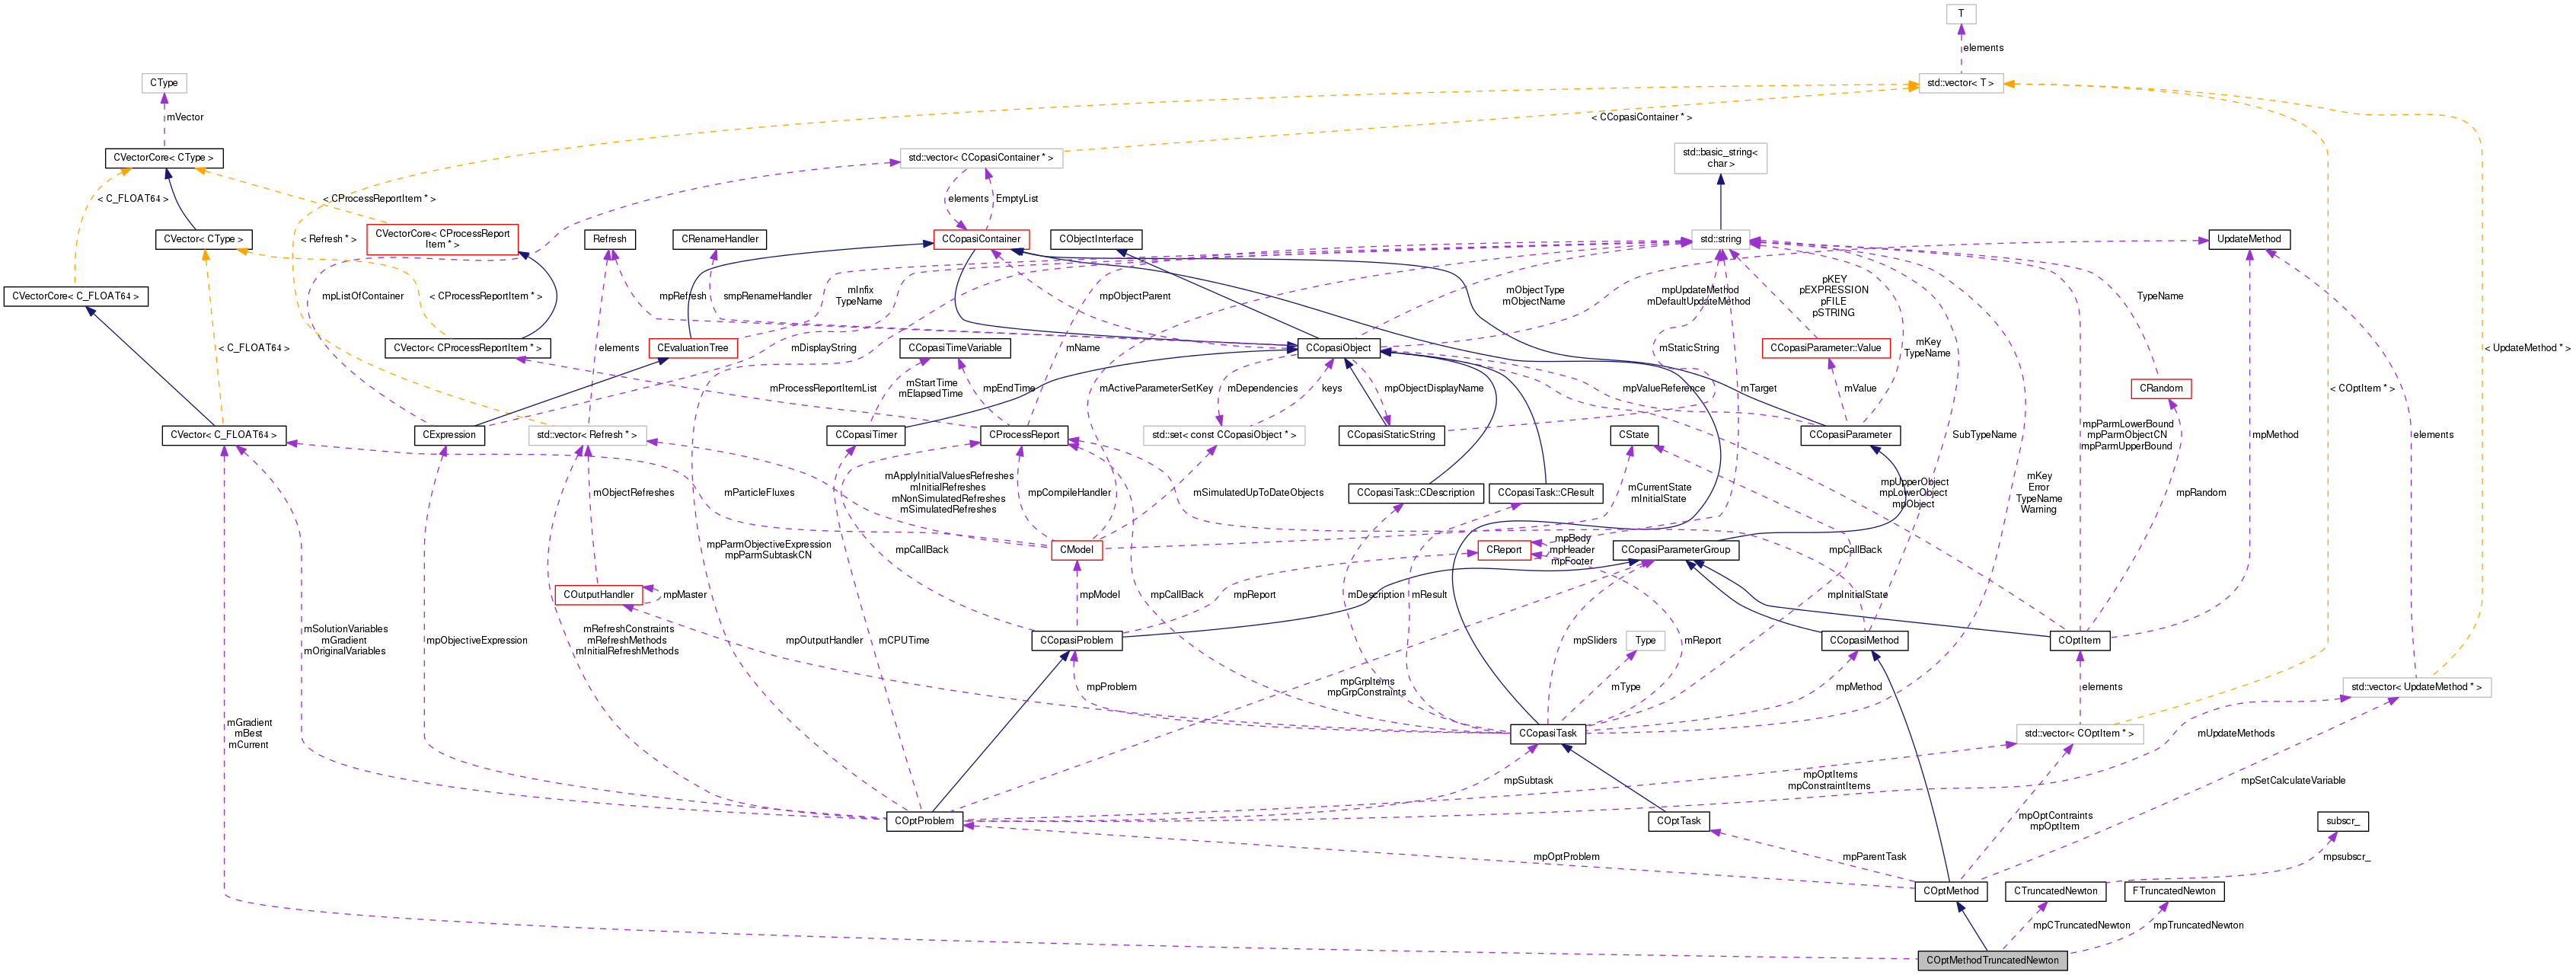 T
elements
CType
std::vector< T >
mVector
< CCopasiContainer * >
CVectorCore< CType >
std::vector< CCopasiContainer * >
std::basic_string<
char >
< C_FLOAT64 >
< CProcessReportItem * >
elements
EmptyList
CVector< CType >
CVectorCore< CProcessReport
Item * >
< Refresh * >
Refresh
CRenameHandler
CCopasiContainer
CObjectInterface
std::string
UpdateMethod
CVectorCore< C_FLOAT64 >
< CProcessReportItem * >
mpListOfContainer
mpRefresh
smpRenameHandler
mInfix
TypeName
mpObjectParent
mObjectType
mObjectName
mpUpdateMethod
mDefaultUpdateMethod
pKEY
pEXPRESSION
pFILE
pSTRING
TypeName
< C_FLOAT64 >
CVector< CProcessReportItem * >
elements
CEvaluationTree
mDisplayString
CCopasiTimeVariable
mName
CCopasiObject
mStaticString
CCopasiParameter::Value
mKey
TypeName
< UpdateMethod * >
mProcessReportItemList
mStartTime
mElapsedTime
mpEndTime
mActiveParameterSetKey
mDependencies
keys
mpObjectDisplayName
mpValueReference
mTarget
mValue
< COptItem * >
CRandom
CVector< C_FLOAT64 >
CExpression
std::vector< Refresh * >
CCopasiTimer
CProcessReport
std::set< const CCopasiObject * >
CCopasiStaticString
CState
CCopasiParameter
SubTypeName
mpParmLowerBound
mpParmObjectCN
mpParmUpperBound
mpMethod
elements
mObjectRefreshes
mParticleFluxes
mApplyInitialValuesRefreshes
mInitialRefreshes
mNonSimulatedRefreshes
mSimulatedRefreshes
mpCompileHandler
mSimulatedUpToDateObjects
CCopasiTask::CDescription
CCopasiTask::CResult
mCurrentState
mInitialState
mpUpperObject
mpLowerObject
mpObject
mKey
Error
TypeName
Warning
mpRandom
mpParmObjectiveExpression
mpParmSubtaskCN
mpCallBack
CModel
CReport
mpBody
mpHeader
mpFooter
CCopasiParameterGroup
mpCallBack
COutputHandler
mpMaster
mpModel
mpCallBack
mpReport
mDescription
mResult
mpInitialState
mSolutionVariables
mGradient
mOriginalVariables
mpObjectiveExpression
mRefreshConstraints
mRefreshMethods
mInitialRefreshMethods
mpOutputHandler
mCPUTime
CCopasiProblem
mpSliders
Type
mReport
CCopasiMethod
COptItem
mpProblem
mpGrpItems
mpGrpConstraints
mType
mpMethod
elements
std::vector< UpdateMethod * >
mGradient
mBest
mCurrent
CCopasiTask
std::vector< COptItem * >
mUpdateMethods
mpSubtask
mpOptItems
mpConstraintItems
mpSetCalculateVariable
COptProblem
COptTask
mpOptContraints
mpOptItem
subscr_
mpOptProblem
mpParentTask
mpsubscr_
COptMethod
CTruncatedNewton
FTruncatedNewton
mpCTruncatedNewton
mpTruncatedNewton
COptMethodTruncatedNewton